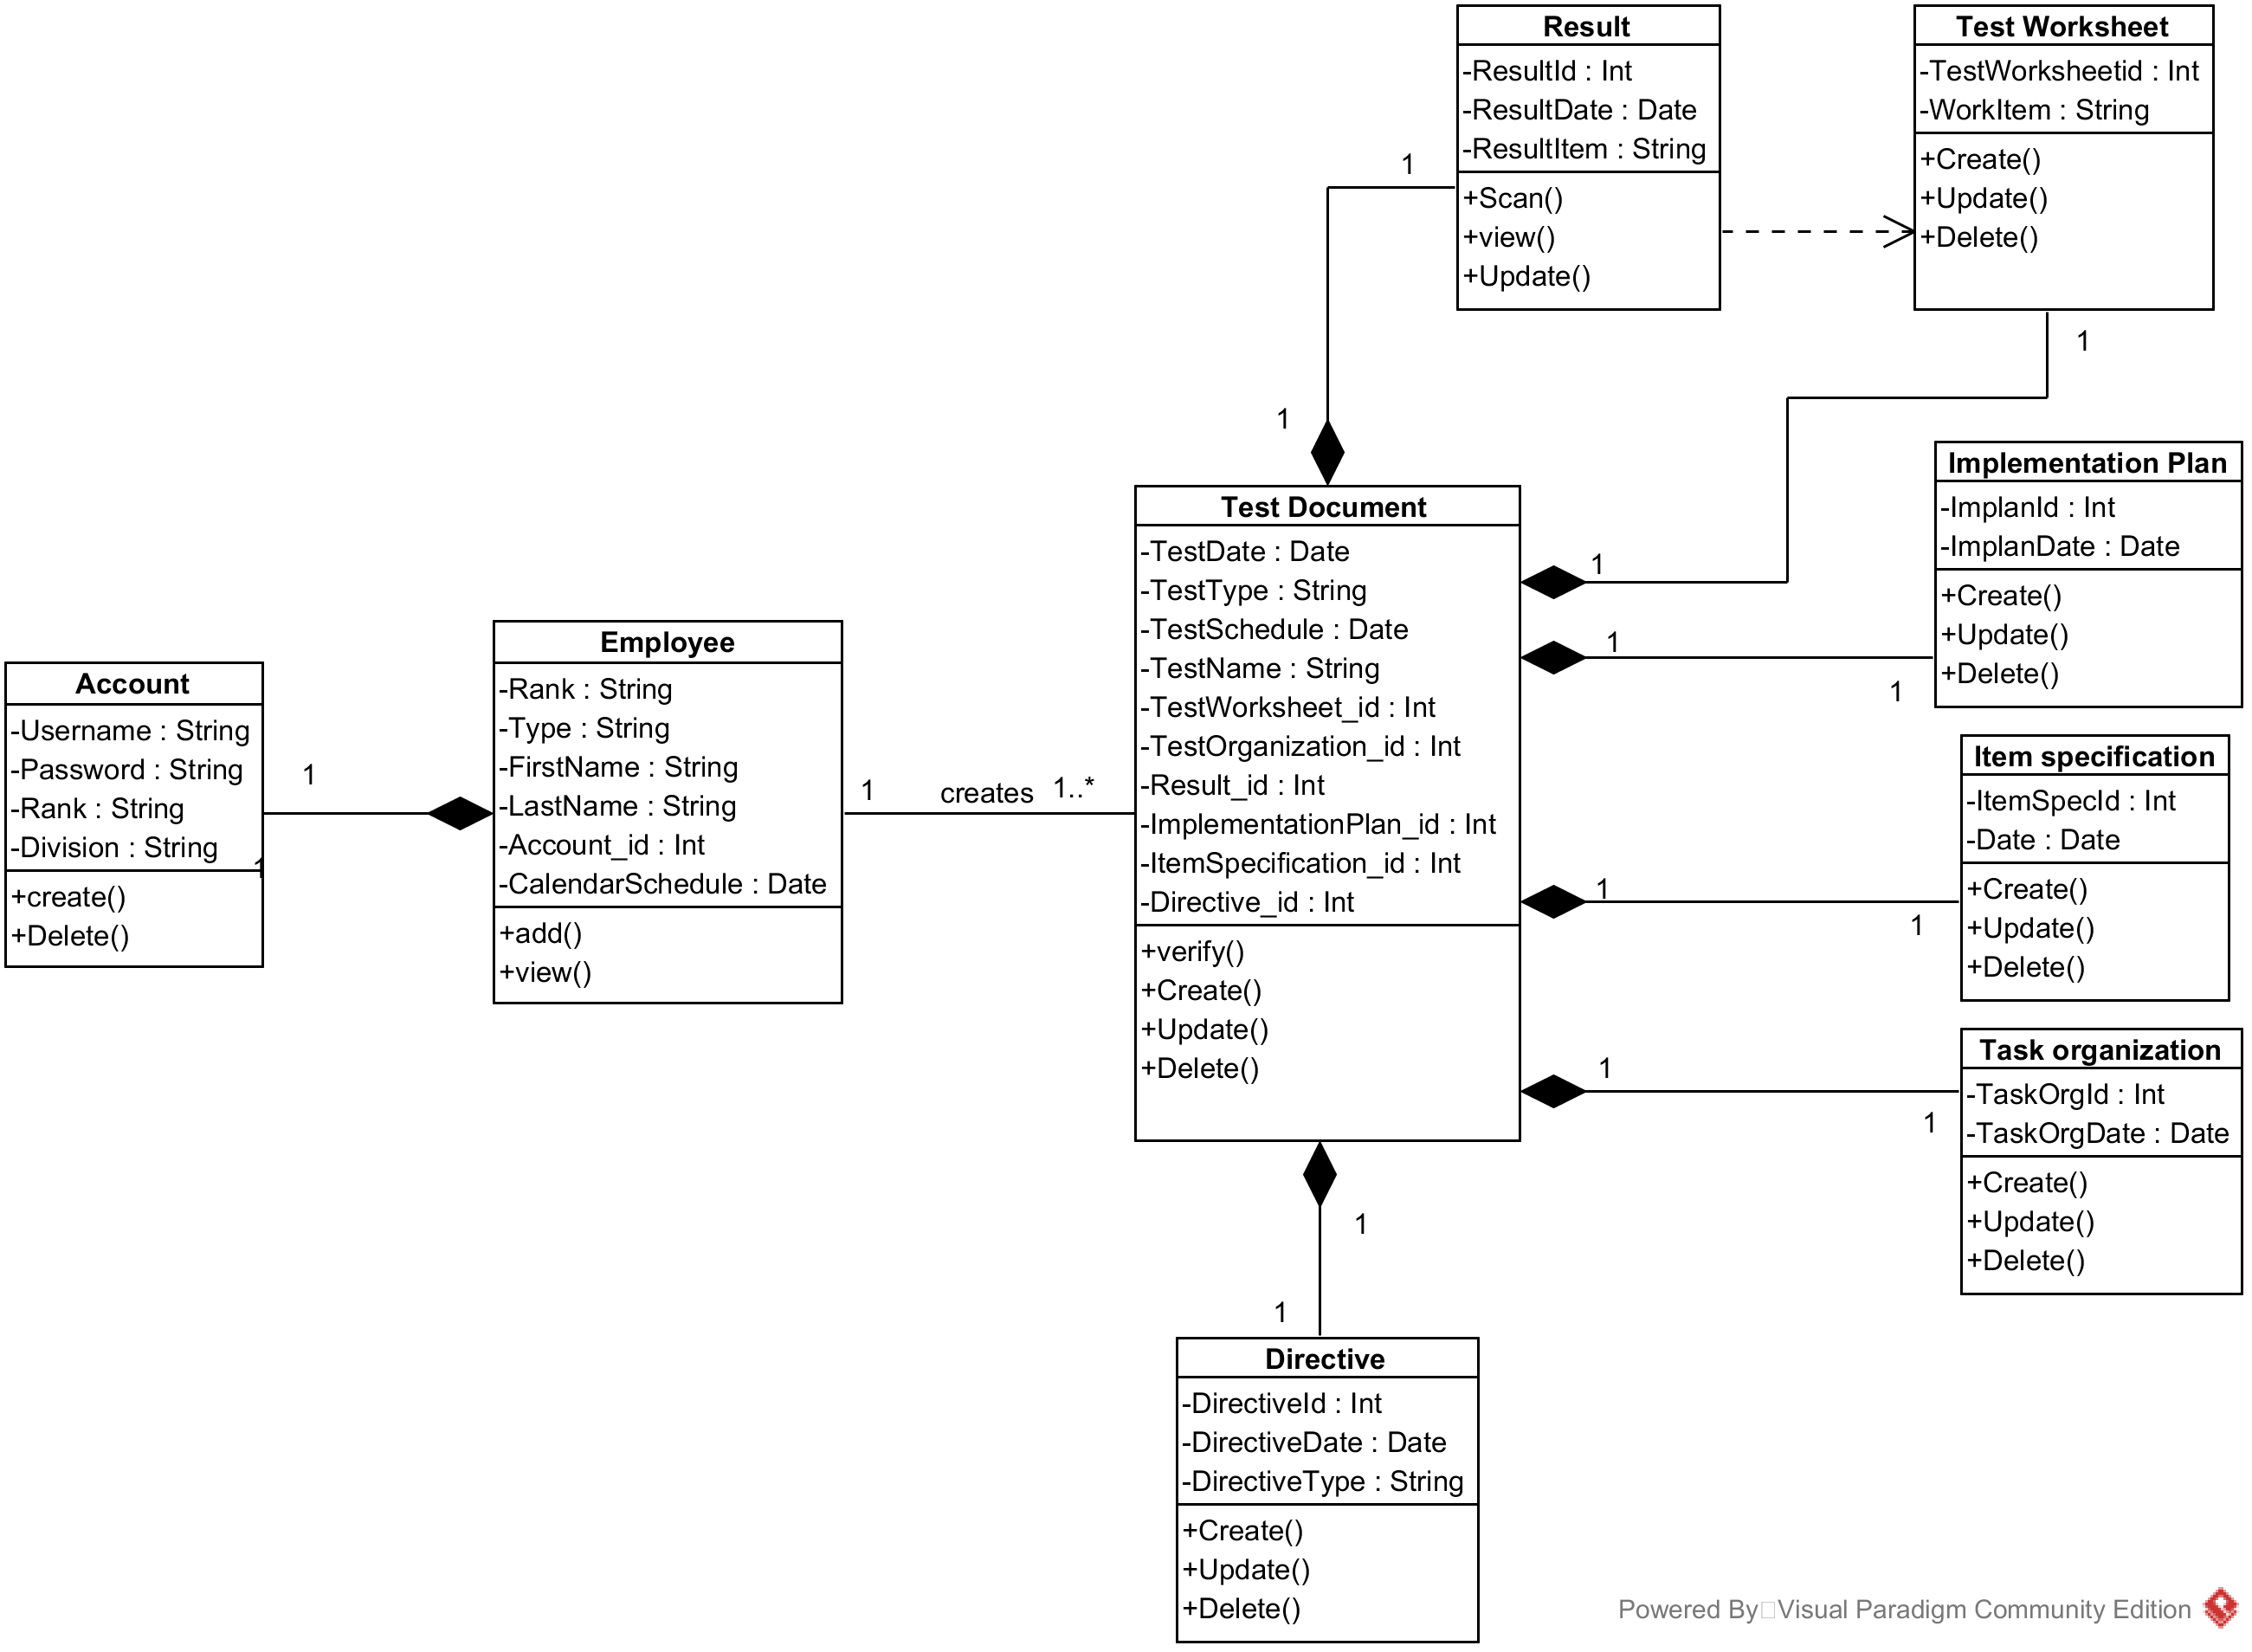 Result
-ResultId : Int
-ResultDate : Date
-ResultItem : String
+Scan()
+view()
+Update()
Test Worksheet
-TestWorksheetid : Int
-WorkItem : String
+Create()
+Update()
+Delete()
1
1
1
Implementation Plan
-ImplanId : Int
-ImplanDate : Date
+Create()
+Update()
+Delete()
Test Document
-TestDate : Date
-TestType : String
-TestSchedule : Date
-TestName : String
-TestWorksheet_id : Int
-TestOrganization_id : Int
-Result_id : Int
-ImplementationPlan_id : Int
-ItemSpecification_id : Int
-Directive_id : Int
+verify()
+Create()
+Update()
+Delete()
1
1
1
Employee
-Rank : String
-Type : String
-FirstName : String
-LastName : String
-Account_id : Int
-CalendarSchedule : Date
+add()
+view()
Account
-Username : String
-Password : String
-Rank : String
-Division : String
+create()
+Delete()
1
1
1
creates
1..*
Item specification
-ItemSpecId : Int
-Date : Date
+Create()
+Update()
+Delete()
1
1
Task organization
-TaskOrgId : Int
-TaskOrgDate : Date
+Create()
+Update()
+Delete()
1
1
1
1
Directive
-DirectiveId : Int
-DirectiveDate : Date
-DirectiveType : String
+Create()
+Update()
+Delete()
Powered By Visual Paradigm Community Edition